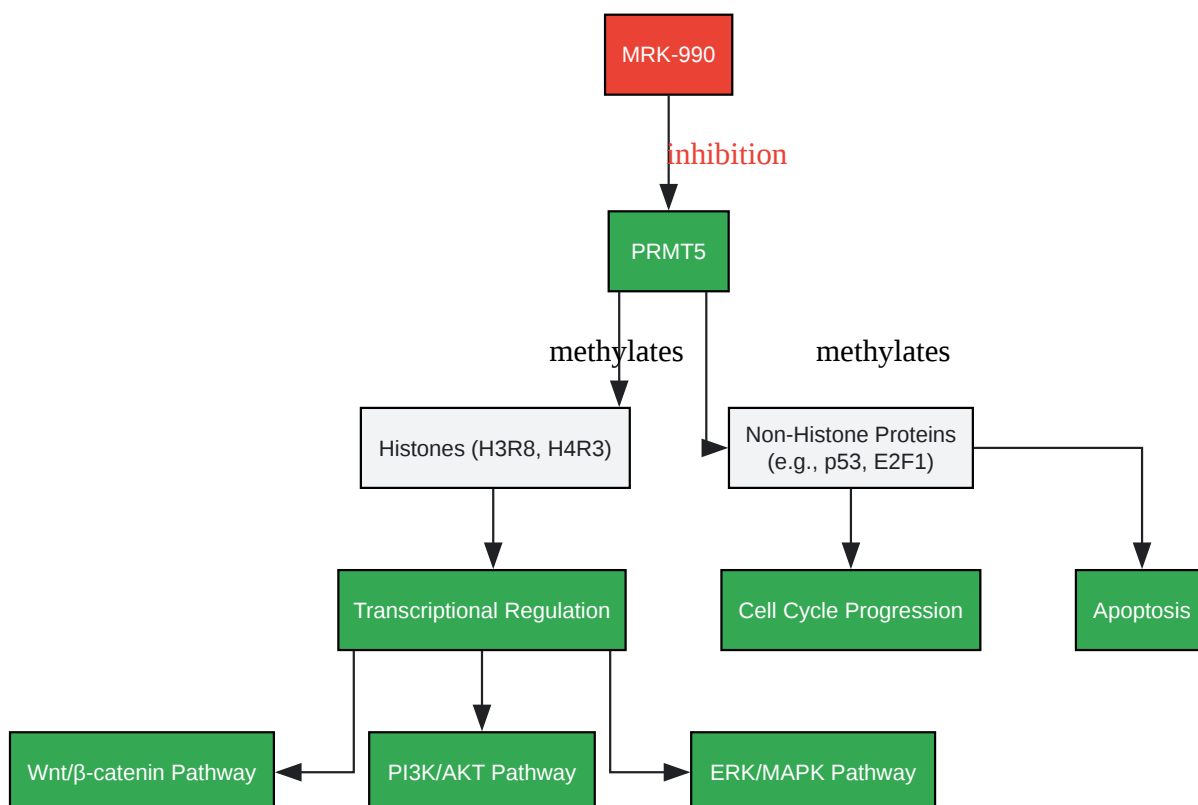 MRK-990
inhibition
PRMT5
methylates
methylates
Histones (H3R8, H4R3)
Non-Histone Proteins
(e.g., p53, E2F1)
Transcriptional Regulation
Cell Cycle Progression
Apoptosis
Wnt/β-catenin Pathway
PI3K/AKT Pathway
ERK/MAPK Pathway